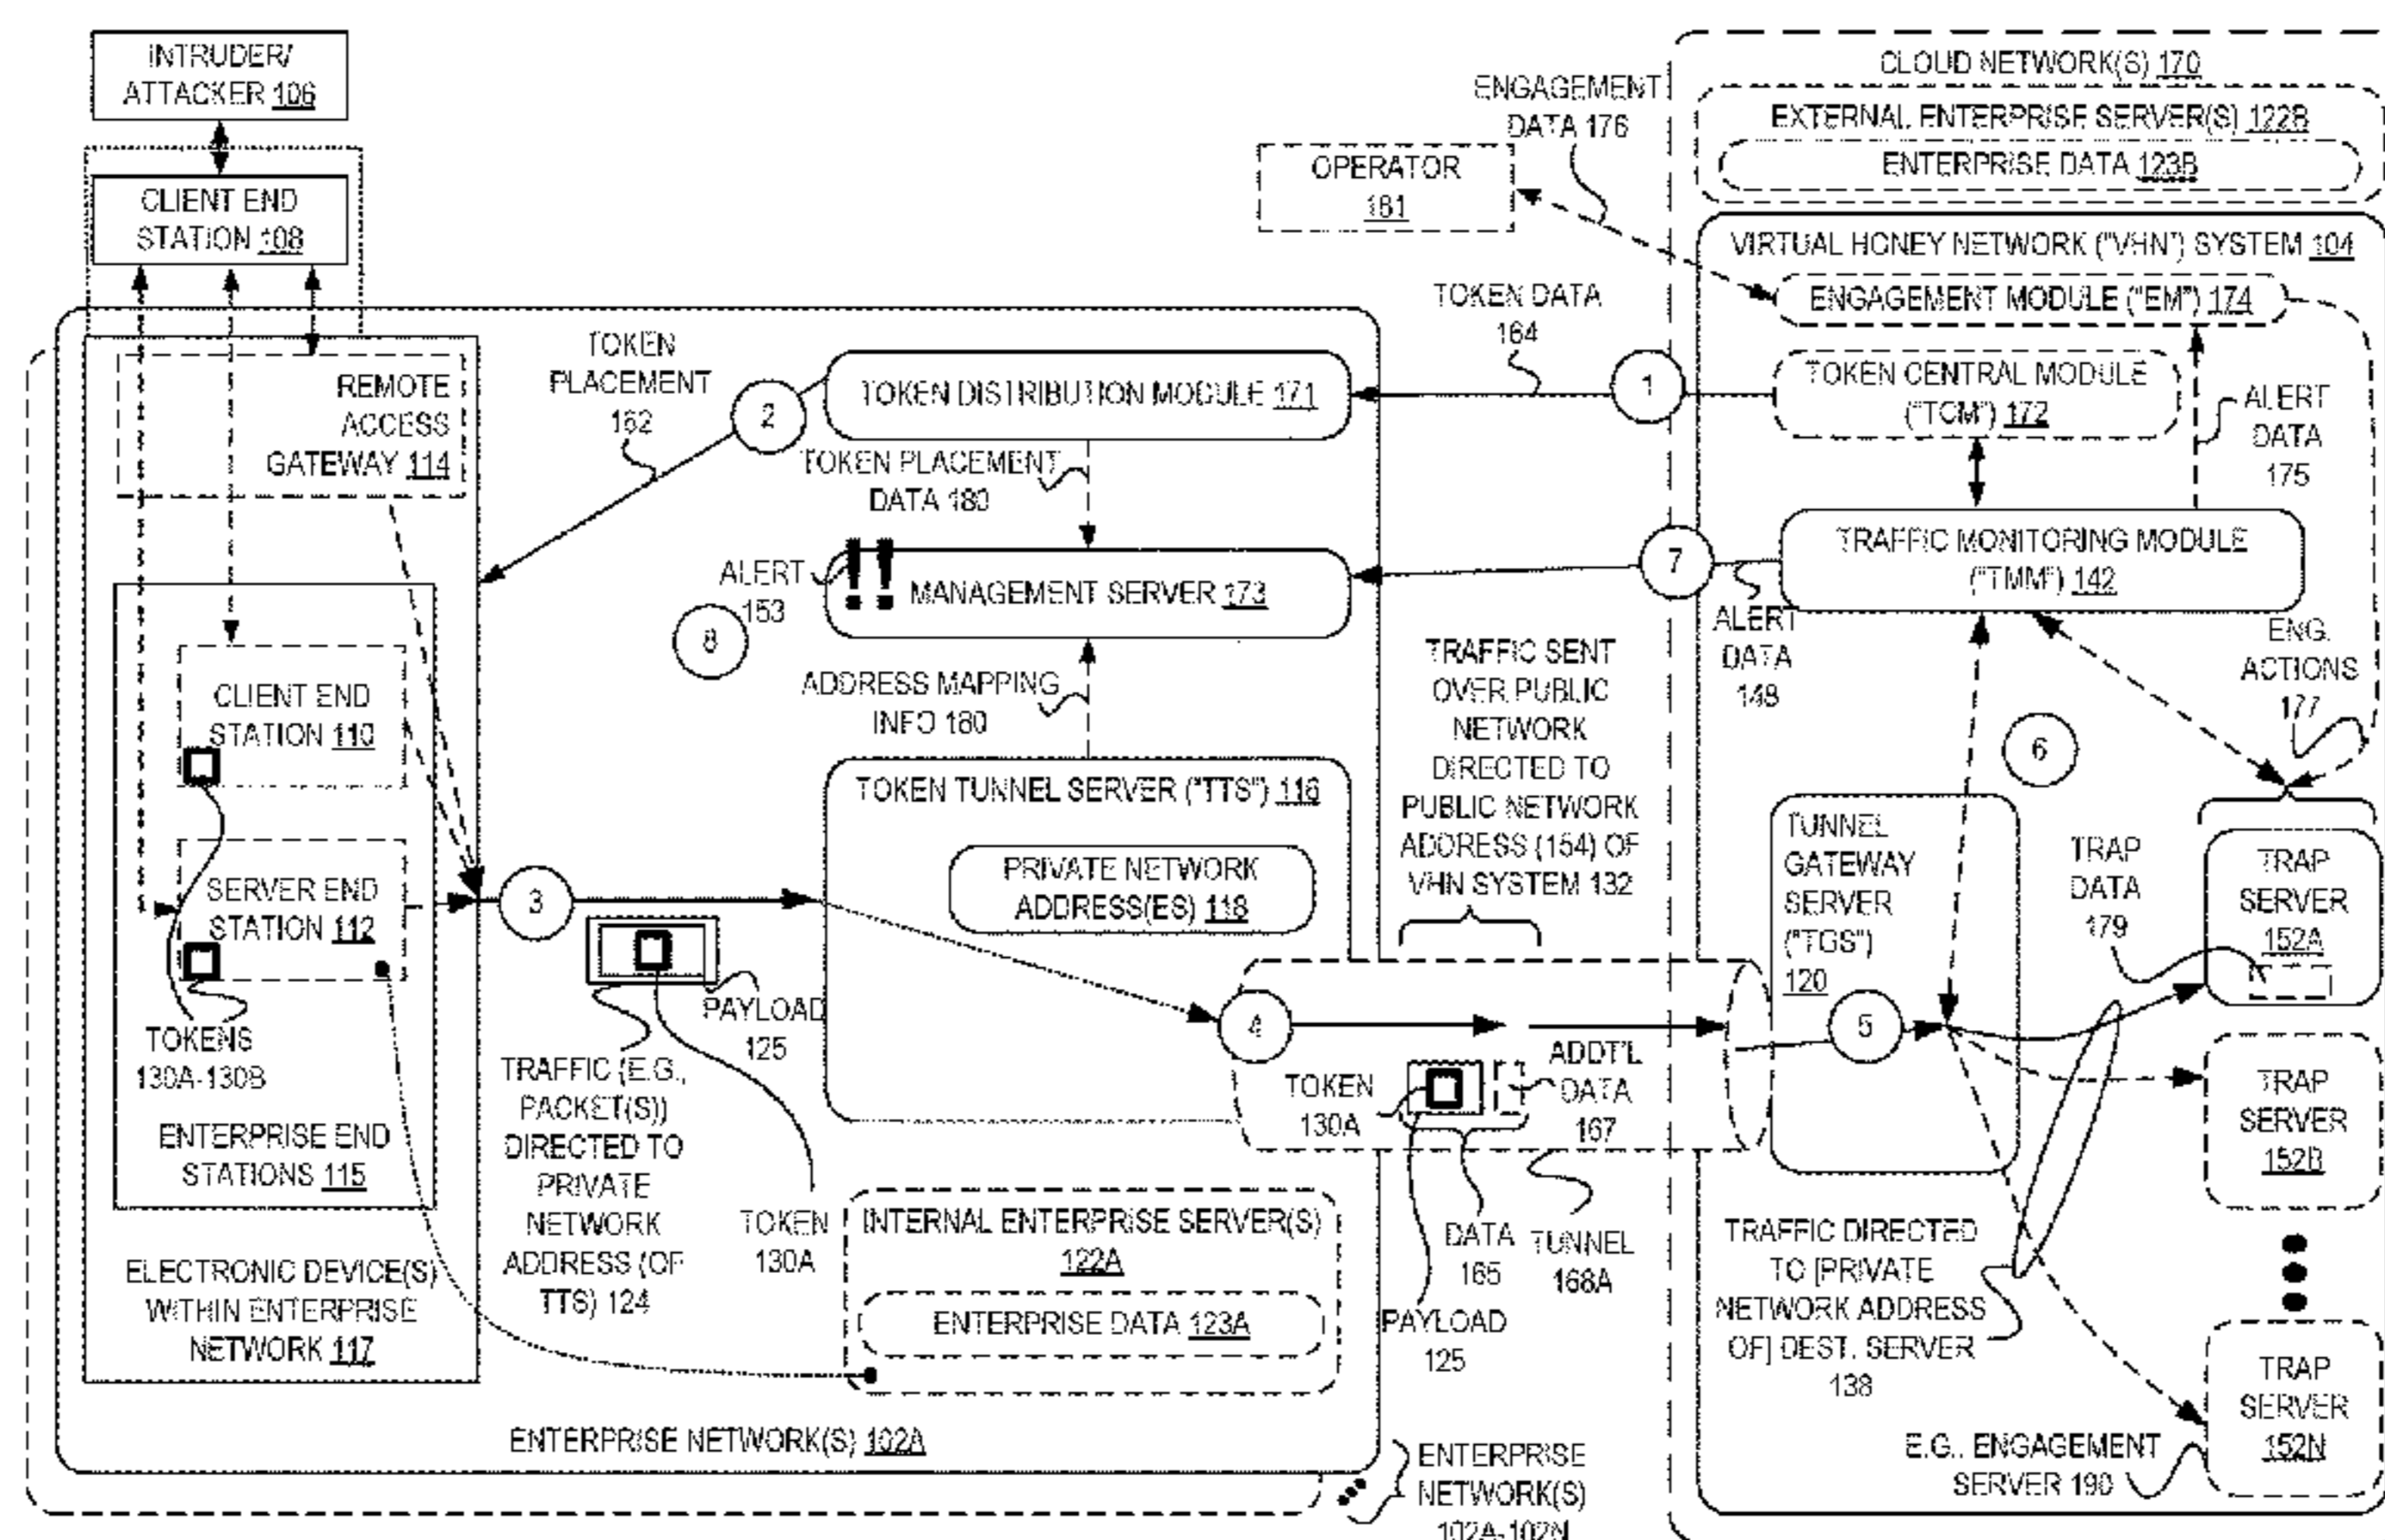 INTRUDER/
ATTACKER 106
CLIENT END
STATION 108
REMOTE
ACCESS
GATEWAY 114
CLIENT END
STATION 110
SERVER END
STATION 112
TOKENS
130A-130B
ENTERPRISE END
STATIONS 115
ELECTRONIC DEVICE(S)
WITHIN ENTERPRISE
NETWORK 117
TOKEN
PLACEMENT
162
2
TOKEN DISTRIBUTION MODULE 171
TOKEN PLACEMENT
DATA 180
ALERT
153
!!
MANAGEMENT SERVER 173
8
ADDRESS MAPPING
INFO 160
TOKEN TUNNEL SERVER ("TTS") 116
PRIVATE NETWORK
ADDRESS(ES) 118
3
PAYLOAD
125
TRAFFIC (E.G.,
PACKET(S))
DIRECTED TO
PRIVATE
NETWORK
ADDRESS (OF
TTS) 124
TOKEN
130A
INTERNAL ENTERPRISE SERVER(S)
122A
ENTERPRISE DATA 123A
ENTERPRISE NETWORK(S) 102A
ENTERPRISE
NETWORK(S)
102A-102N
OPERATOR
181
ENGAGEMENT
DATA 176
TOKEN DATA
164
1
7
ALERT
DATA
148
TRAFFIC SENT
OVER PUBLIC
NETWORK
DIRECTED TO
PUBLIC NETWORK
ADDRESS (154) OF
VHN SYSTEM 132
4
TOKEN
130A
ADDT'L
DATA
167
DATA
165
TUNNEL
168A
PAYLOAD
125
CLOUD NETWORK(S) 170
EXTERNAL ENTERPRISE SERVER(S) 122B
ENTERPRISE DATA 123B
VIRTUAL HONEY NETWORK ("VHN") SYSTEM 104
ENGAGEMENT MODULE ("EM") 174
TOKEN CENTRAL MODULE
("TCM") 172
ALERT
DATA
175
TRAFFIC MONITORING MODULE
("TMM") 142
ENG.
ACTIONS
177
6
TUNNEL
GATEWAY
SERVER
("TGS")
120
5
TRAP
DATA
179
TRAP
SERVER
152A
TRAP
SERVER
152B
TRAFFIC DIRECTED
TO [PRIVATE
NETWORK ADDRESS
OF] DEST. SERVER
138
TRAP
SERVER
152N
E.G., ENGAGEMENT
SERVER 190